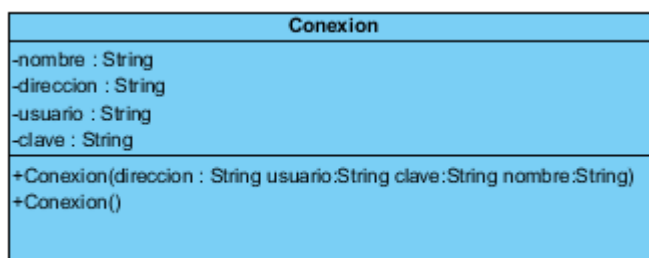 Conexion
-nombre : String
-direccion : String
-usuario : String
-clave : String
+Conexion(direccion : String usuario:String clave:String nombre:String)
+Conexion()